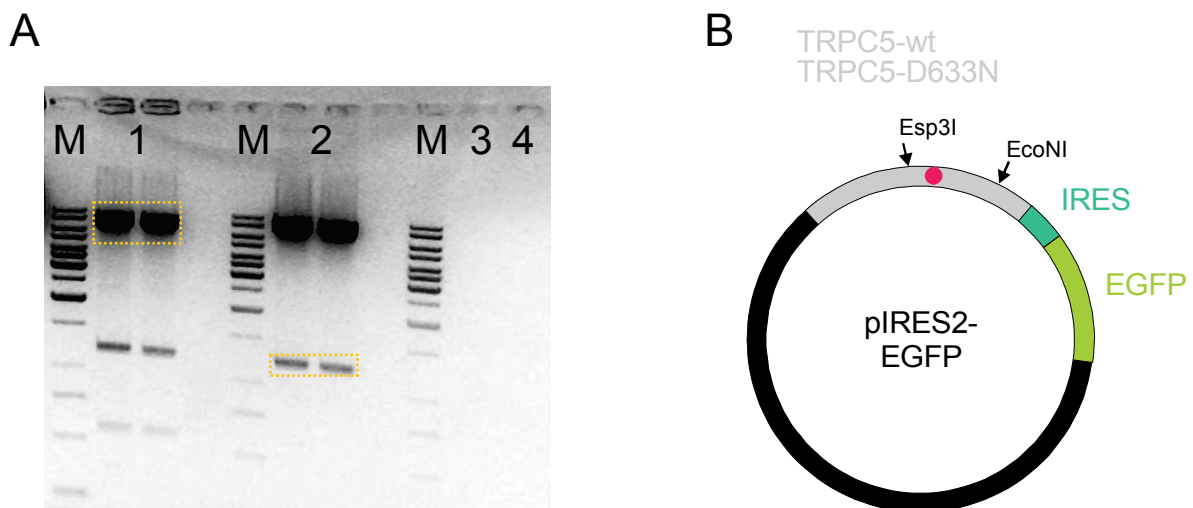 A
M 1 M 2 M 3 4
B
TRPC5-wt
TRPC5-D633N
Esp3I
EcoNI
IRES
EGFP
pIRES2-
EGFP